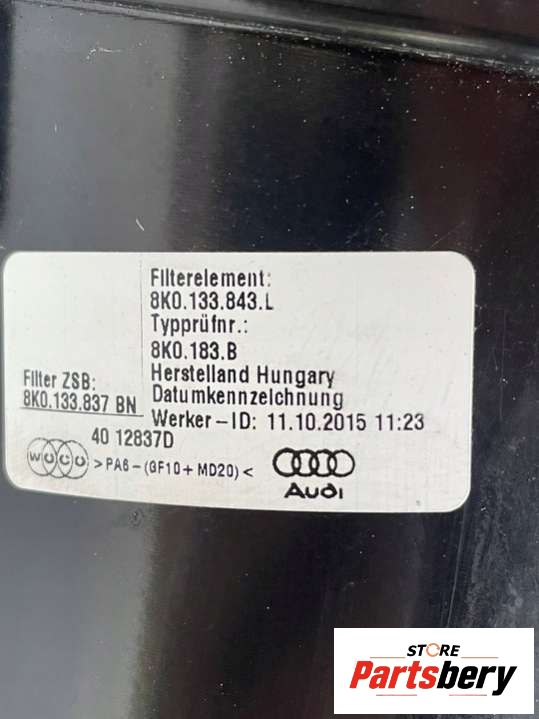 Filterelement:
8K0.133.843.L
Typprüfnr.:
8K0.183.B
Herstelland Hungary
Datumkennzeichnung
Werker-ID: 11.10.2015 11:23
Filter ZSB:
8K0.133.837 BN
40 12837D
WOCO >PA6-(GF10+MD20)<
Audi
STORE
Partsbery